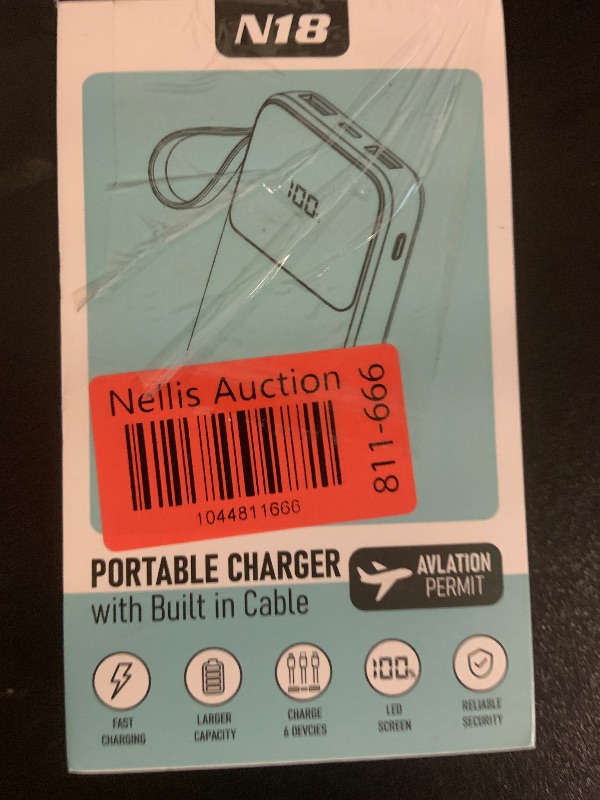 N18
100%
Nellis Auction
811-666
1044811666
PORTABLE CHARGER
with Built in Cable
AVLATION
PERMIT
FAST
CHARGING
LARGER
CAPACITY
CHARGE
6 DEVCIES
100%
LED
SCREEN
RELIABLE
SECURITY